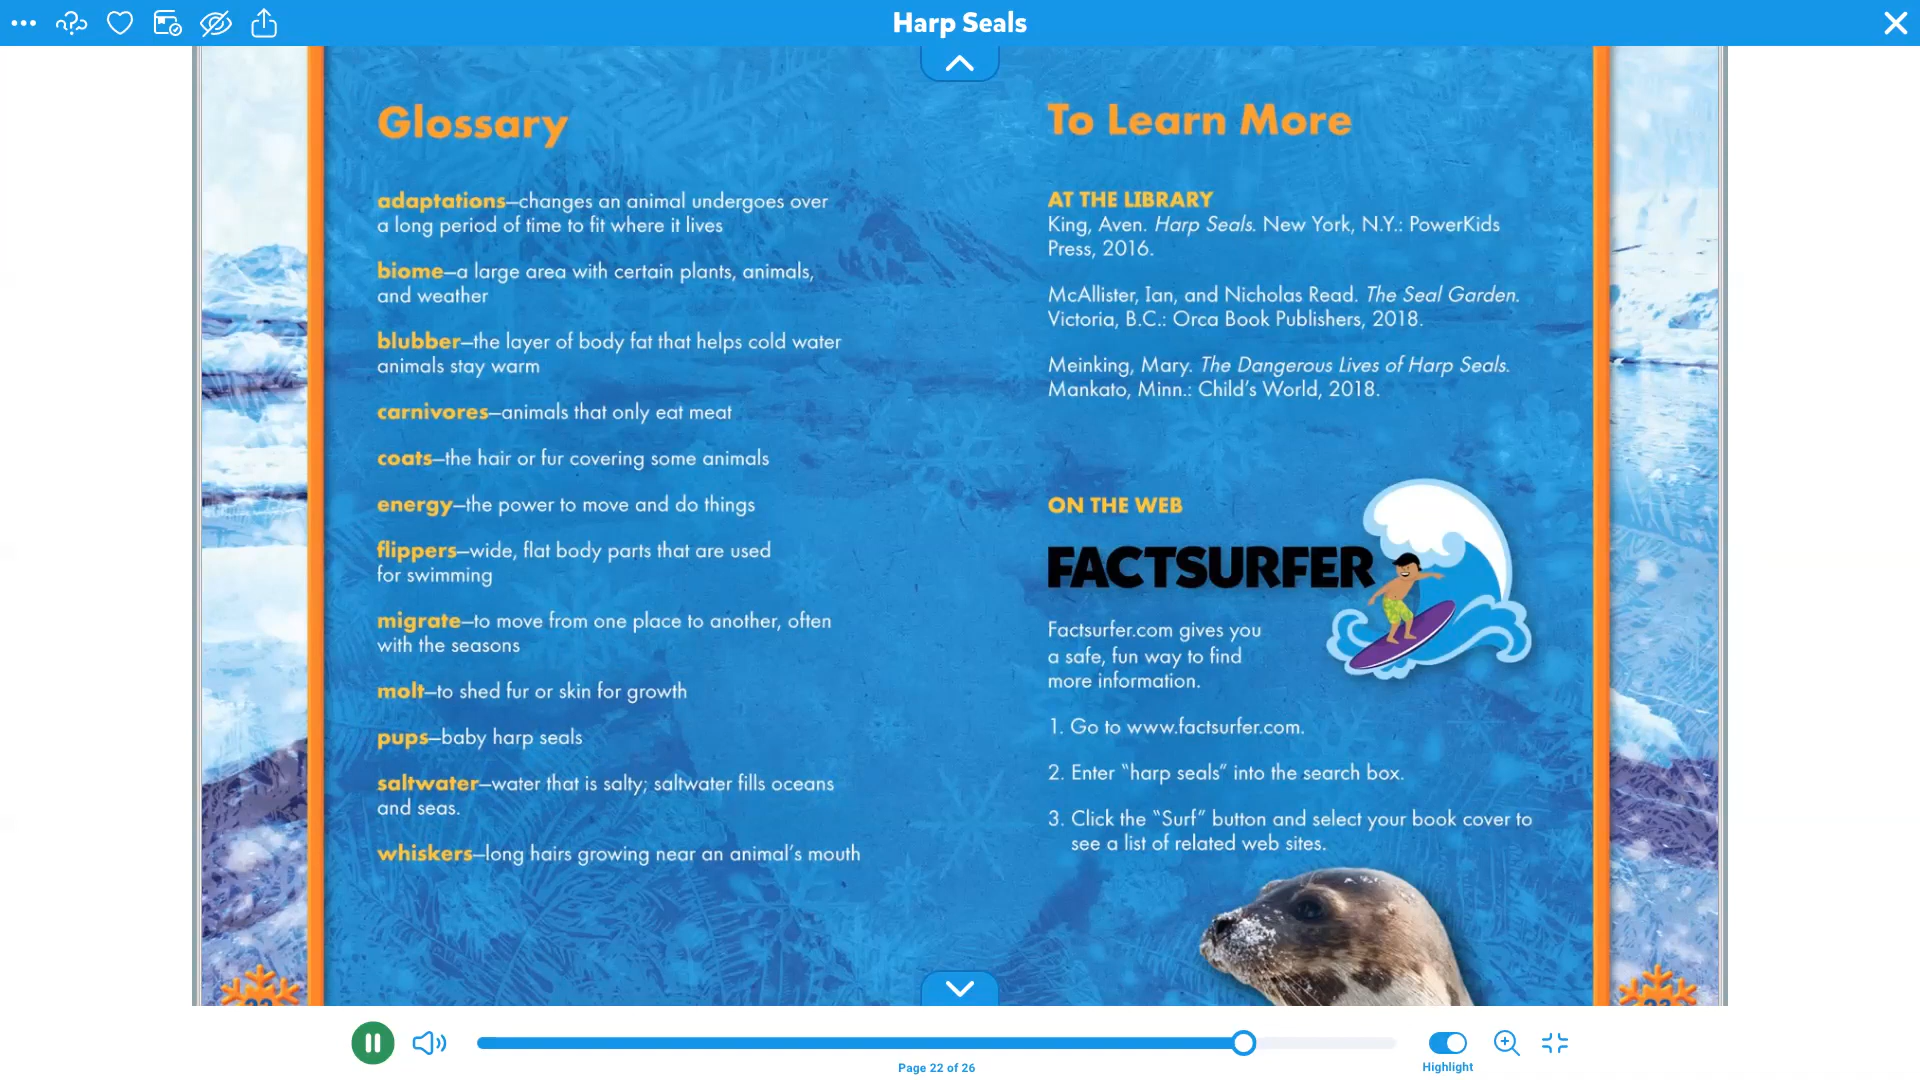 Harp Seals
Glossary
adaptations—changes an animal undergoes over
a long period of time to fit where it lives
biome—a large area with certain plants, animals,
and weather
blubber—the layer of body fat that helps cold water
animals stay warm
carnivores—animals that only eat meat
coats—the hair or fur covering some animals
energy—the power to move and do things
flippers—wide, flat body parts that are used
for swimming
migrate—to move from one place to another, often
with the seasons
molt—to shed fur or skin for growth
pups—baby harp seals
saltwater—water that is salty; saltwater fills oceans
and seas.
whiskers—long hairs growing near an animal’s mouth
To Learn More
AT THE LIBRARY
King, Aven. Harp Seals. New York, N.Y.: PowerKids
Press, 2016.
McAllister, Ian, and Nicholas Read. The Seal Garden.
Victoria, B.C.: Orca Book Publishers, 2018.
Meinking, Mary. The Dangerous Lives of Harp Seals.
Mankato, Minn.: Child’s World, 2018.
ON THE WEB
FACTSURFER
Factsurfer.com gives you
a safe, fun way to find
more information.
1. Go to www.factsurfer.com.
2. Enter “harp seals” into the search box.
3. Click the “Surf” button and select your book cover to
see a list of related web sites.
Page 22 of 26
Highlight